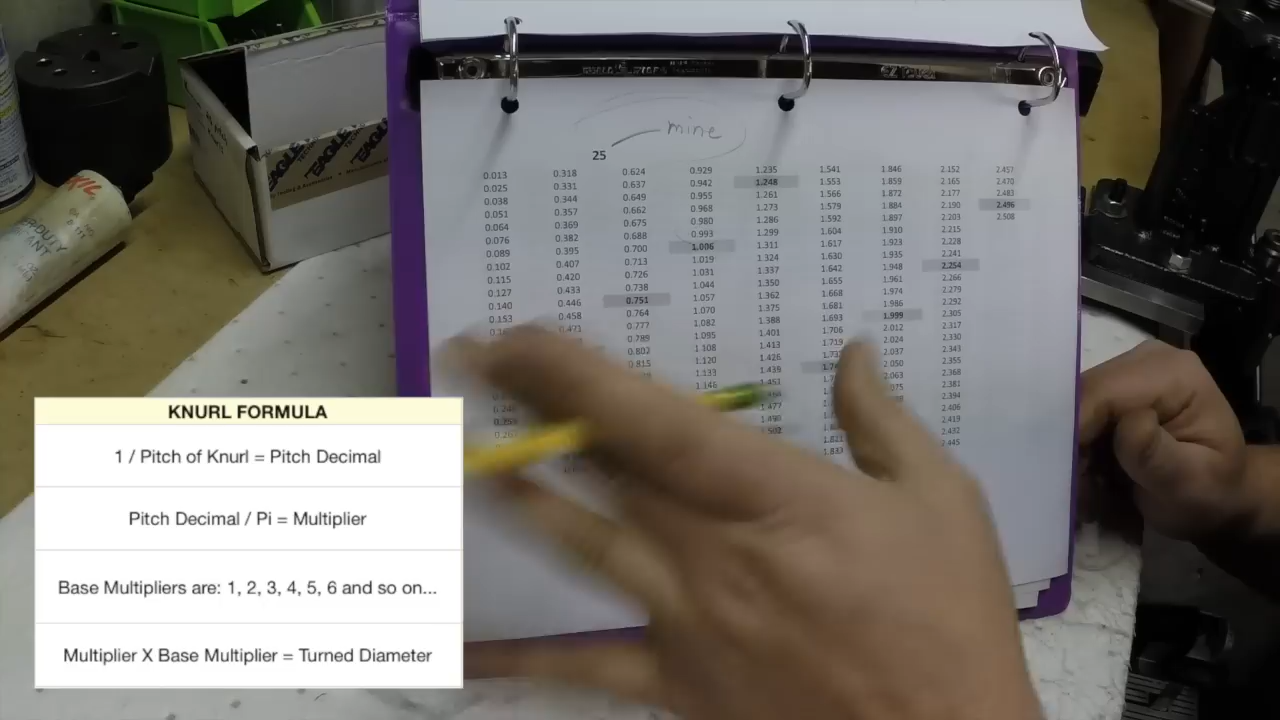 mine
25
0.013 0.318 0.624 0.929 1.235 1.541 1.846 2.152 2.457
0.025 0.331 0.637 0.942 1.248 1.553 1.859 2.165 2.470
0.038 0.344 0.649 0.955 1.261 1.566 1.872 2.177 2.483
0.051 0.357 0.662 0.968 1.273 1.579 1.884 2.190 2.496
0.064 0.369 0.675 0.980 1.286 1.592 1.897 2.203 2.508
0.076 0.382 0.688 0.993 1.299 1.604 1.910 2.215
0.089 0.395 0.700 1.006 1.311 1.617 1.923 2.228
0.102 0.407 0.713 1.019 1.324 1.630 1.935 2.241
0.115 0.420 0.726 1.031 1.337 1.642 1.948 2.254
0.127 0.433 0.738 1.044 1.350 1.655 1.961 2.266
0.140 0.446 0.751 1.057 1.362 1.668 1.974 2.279
0.153 0.458 0.764 1.070 1.375 1.681 1.986 2.292
0.471 0.777 1.082 1.388 1.693 1.999 2.305
0.789 1.095 1.401 1.706 2.012 2.317
0.802 1.108 1.413 1.719 2.024 2.330
0.815 1.120 1.426 2.037 2.343
1.133 1.439 2.050 2.355
1.146 1.451 2.063 2.368
2.381
2.394
1.477 2.406
1.490 2.419
1.502 2.432
1.833 2.445
KNURL FORMULA
1 / Pitch of Knurl = Pitch Decimal
Pitch Decimal / Pi = Multiplier
Base Multipliers are: 1, 2, 3, 4, 5, 6 and so on...
Multiplier X Base Multiplier = Turned Diameter